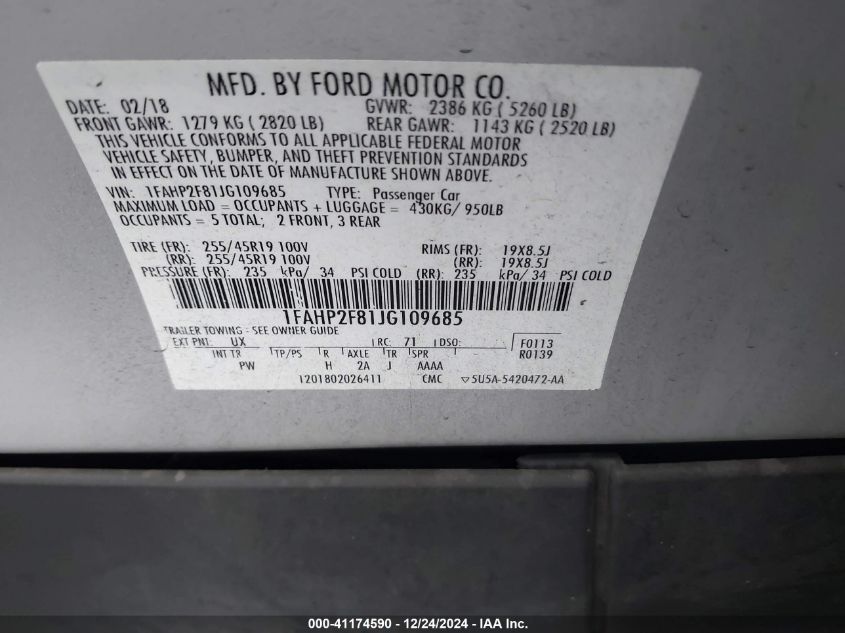 MFD. BY FORD MOTOR CO.
DATE: 02/18 GVWR: 2386 KG ( 5260 LB)
FRONT GAWR: 1279 KG ( 2820 LB) REAR GAWR: 1143 KG ( 2520 LB)
THIS VEHICLE CONFORMS TO ALL APPLICABLE FEDERAL MOTOR
VEHICLE SAFETY, BUMPER, AND THEFT PREVENTION STANDARDS
IN EFFECT ON THE DATE OF MANUFACTURE SHOWN ABOVE.
VIN: 1FAHP2F81JG109685 TYPE: Passenger Car
MAXIMUM LOAD = OCCUPANTS + LUGGAGE = 430KG/ 950LB
OCCUPANTS = 5 TOTAL; 2 FRONT, 3 REAR
TIRE (FR): 255/45R19 100V RIMS (FR): 19X8.5J
(RR): 255/45R19 100V (RR): 19X8.5J
PRESSURE (FR): 235 kPa/ 34 PSI COLD (RR): 235 kPa/ 34 PSI COLD
1FAHP2F81JG109685
TRAILER TOWING - SEE OWNER GUIDE
EXT PNT: UX RC: 71 DSO: F0113
INT TR TP/PS R AXLE TR SPR R0139
PW H 2A J AAAA
1201802026411 CMC ▽5U5A-5420472-AA
000-41174590 - 12/24/2024 - IAA Inc.